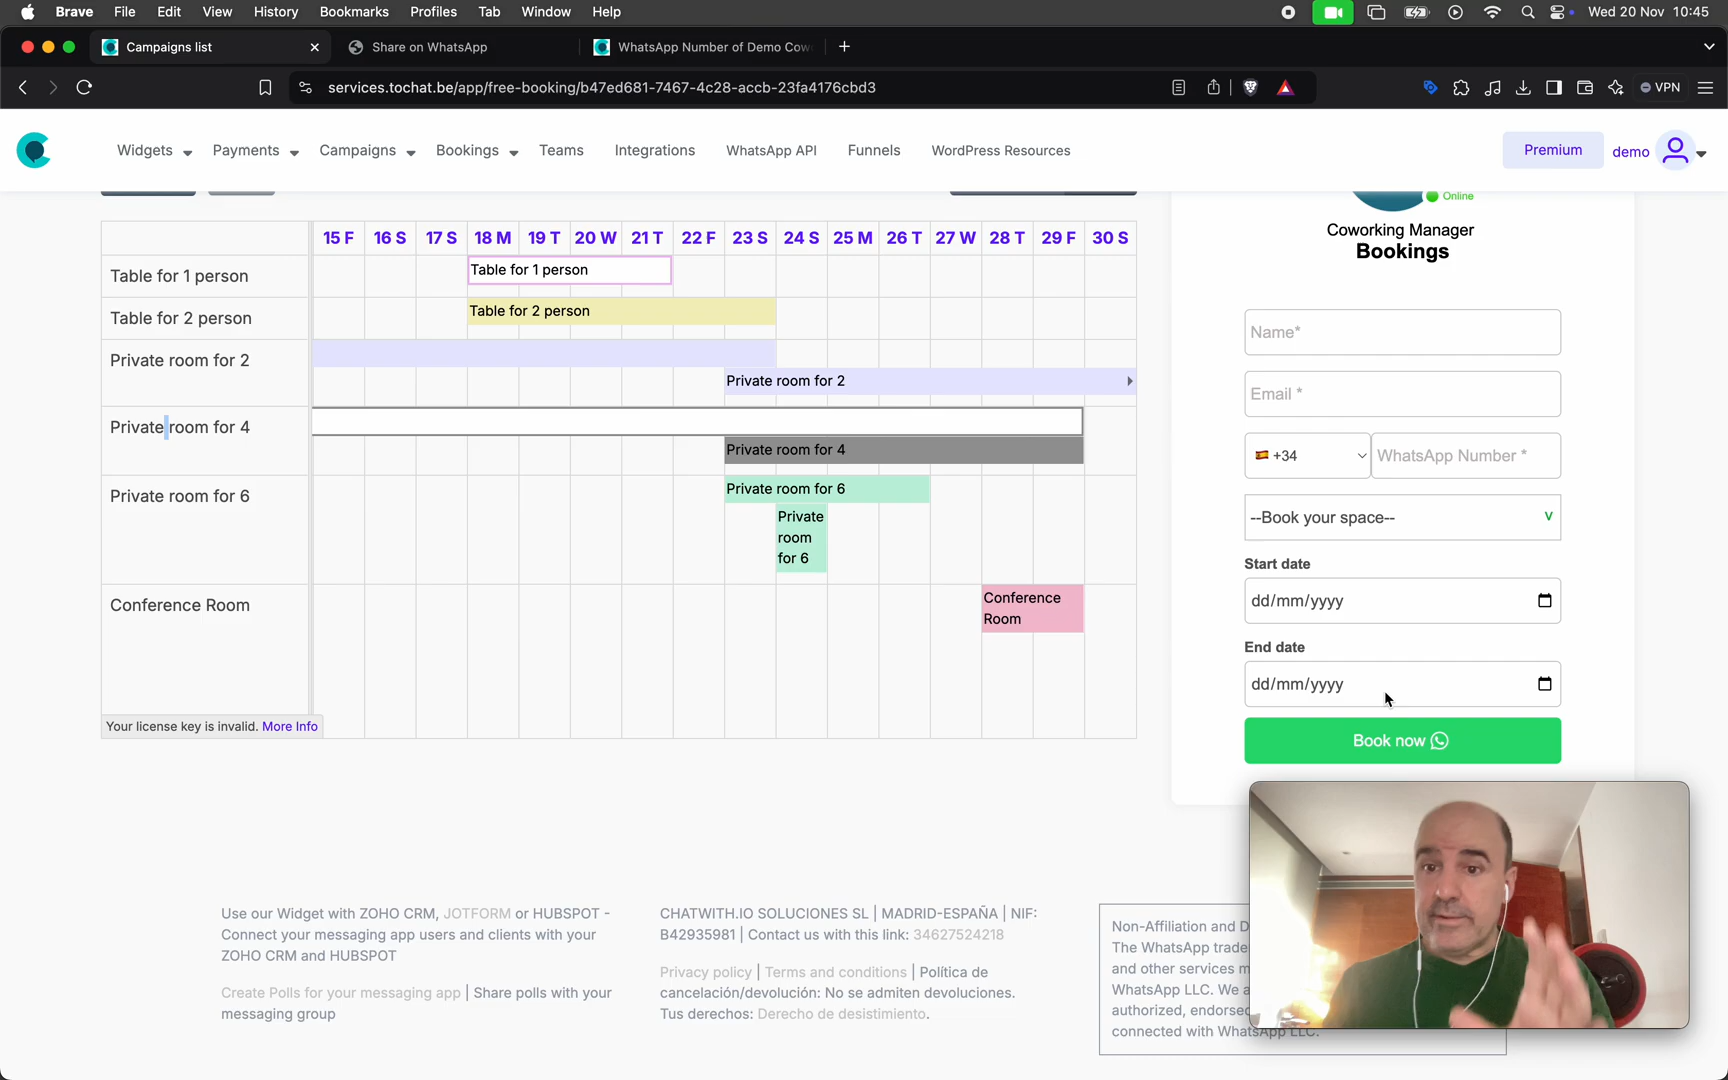 Brave File Edit View History Bookmarks Profiles Tab Window Help Wed 20 Nov 10:45
Campaigns list Share on WhatsApp WhatsApp Number of Demo Cow
services.tochat.be/app/free-booking/b47ed681-7467-4c28-accb-23fa4176cbd3 VPN
Widgets Payments Campaigns Bookings Teams Integrations WhatsApp API Funnels WordPress Resources Premium demo
Online
Coworking Manager
Bookings
15 F 16 S 17 S 18 M 19 T 20 W 21 T 22 F 23 S 24 S 25 M 26 T 27 W 28 T 29 F 30 S
Table for 1 person Table for 1 person
Table for 2 person Table for 2 person
Private room for 2
Private room for 2
Private room for 4
Private room for 4
Private room for 6 Private room for 6
Private
room
for 6
Conference Room Conference
Room
Your license key is invalid. More Info
Name*
Email *
+34 WhatsApp Number *
--Book your space-- V
Start date
dd/mm/yyyy
End date
dd/mm/yyyy
Book now
Use our Widget with ZOHO CRM, JOTFORM or HUBSPOT -
Connect your messaging app users and clients with your
ZOHO CRM and HUBSPOT
Create Polls for your messaging app | Share polls with your
messaging group
CHATWITH.IO SOLUCIONES SL | MADRID-ESPAÑA | NIF:
B42935981 | Contact us with this link: 34627524218
Privacy policy | Terms and conditions | Política de
cancelación/devolución: No se admiten devoluciones.
Tus derechos: Derecho de desistimiento.
Non-Affiliation and D
The WhatsApp trade
and other services m
WhatsApp LLC. We a
authorized, endorsed
connected with WhatsApp LLC.